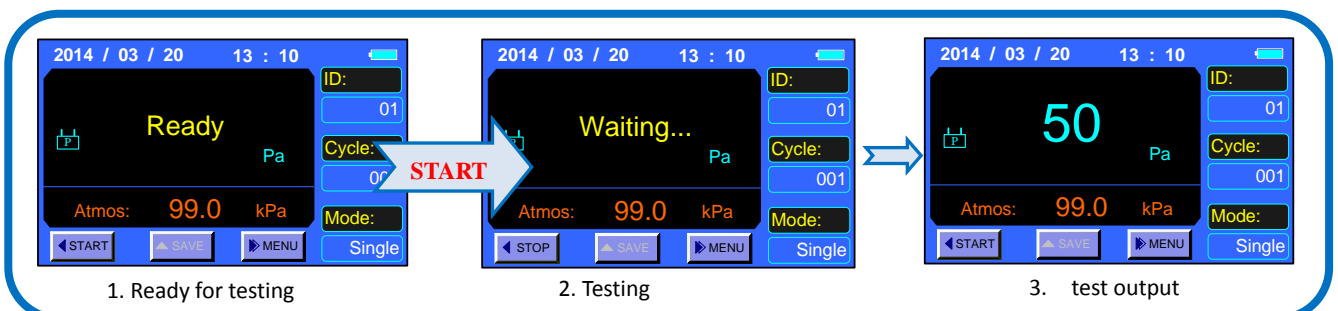 2014 / 03 / 20 13 : 10
ID:
01
Ready
P
Pa
Cycle:
Atmos: 99.0 kPa
Mode:
START SAVE MENU
Single
1. Ready for testing
START
2014 / 03 / 20 13 : 10
ID:
01
Waiting...
Pa
Cycle:
001
Atmos: 99.0 kPa
Mode:
STOP SAVE MENU
Single
2. Testing
2014 / 03 / 20 13 : 10
ID:
01
50
P
Pa
Cycle:
001
Atmos: 99.0 kPa
Mode:
START SAVE MENU
Single
3. test output